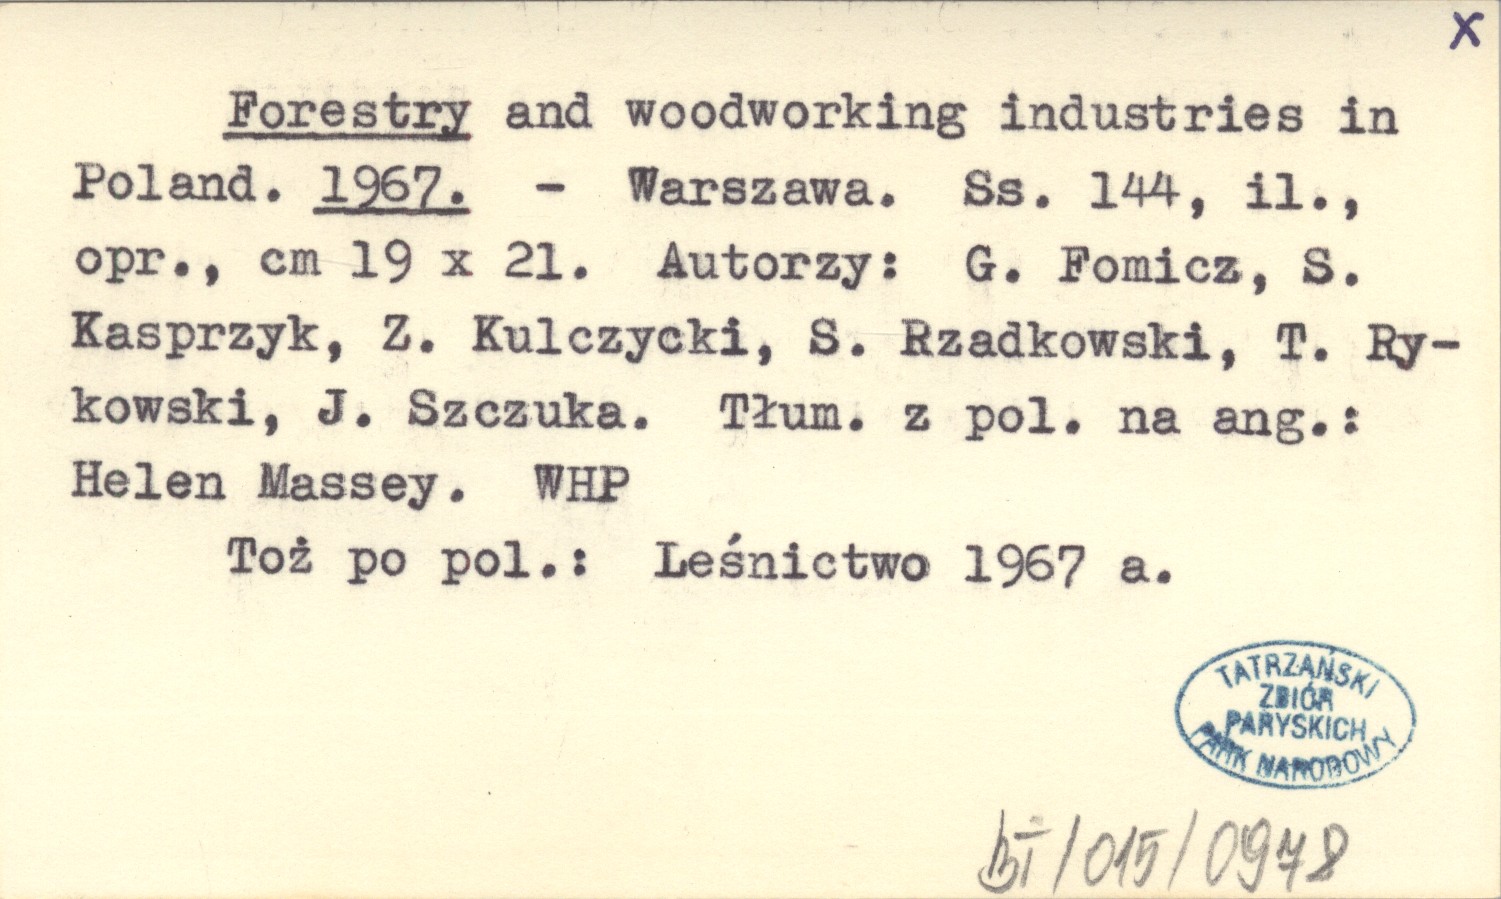 x
Forestry and woodworking industries in
Poland. 1967. - Warszawa. Ss. 144, il.,
opr., cm 19 x 21. Autorzy: G. Fomicz, S.
Kasprzyk, Z. Kulczycki, S. Rzadkowski, T. Ry-
kowski, J. Szczuka. Tłum. z pol. na ang.:
Helen Massey. WHP
Toż po pol.: Leśnictwo 1967 a.
TATRZAŃSKI
ZBIÓR
PARYSKICH
PARK NARODOWY
BT/015/0978